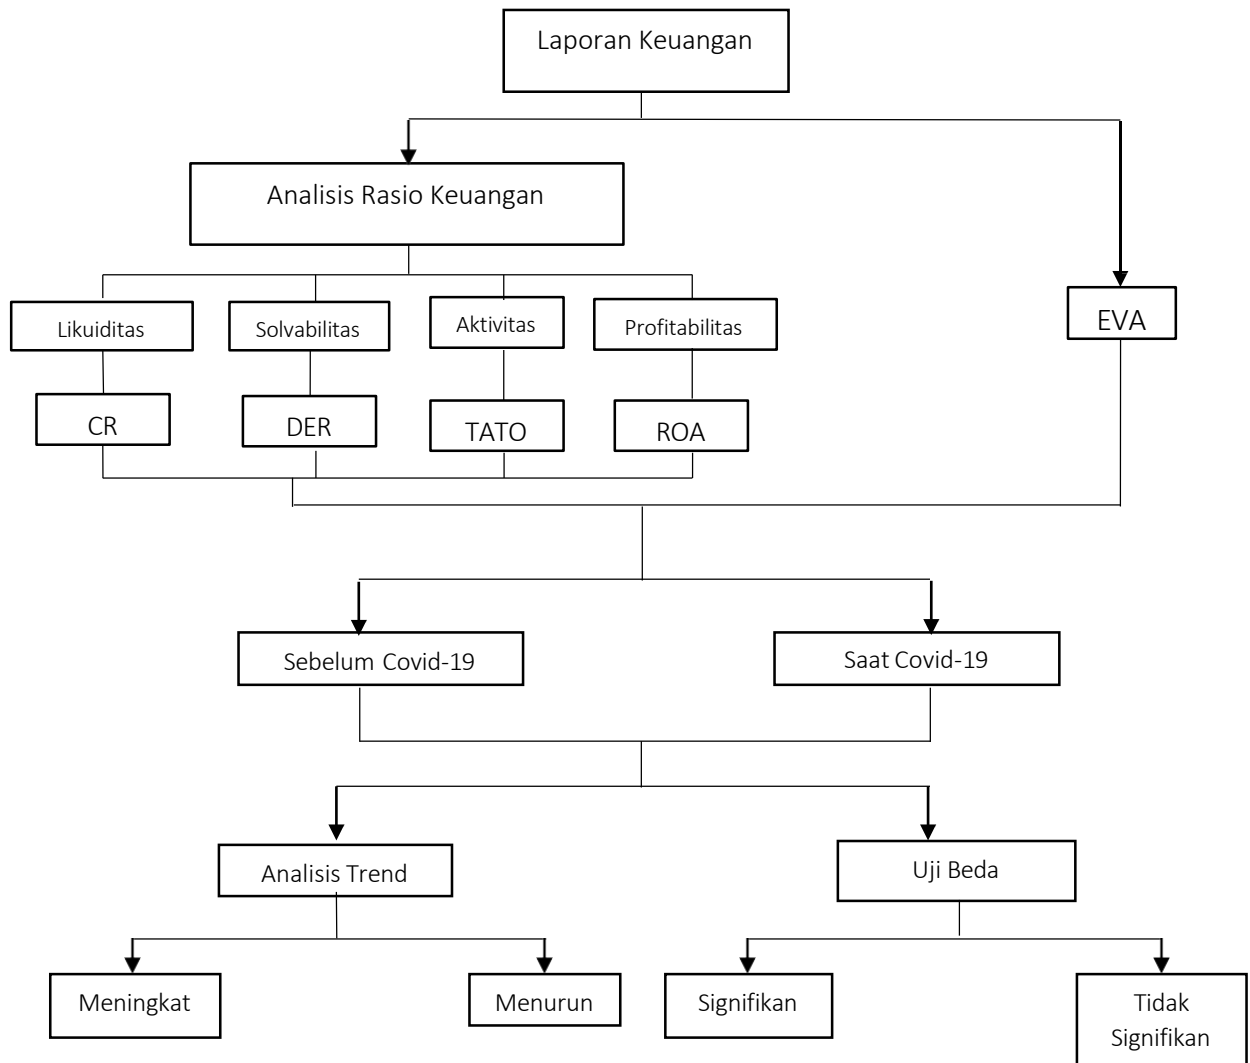 Laporan Keuangan
Analisis Rasio Keuangan
Likuiditas
Solvabilitas
Aktivitas
Profitabilitas
EVA
CR
DER
TATO
ROA
Sebelum Covid-19
Saat Covid-19
Analisis Trend
Uji Beda
Meningkat
Menurun
Signifikan
Tidak
Signifikan